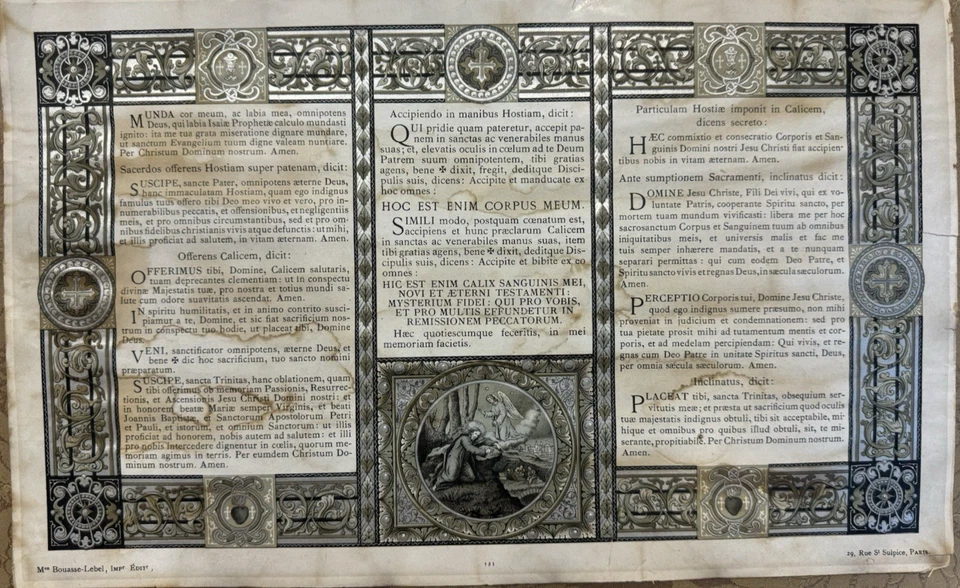 MUNDA cor meum, ac labia mea, omnipotens
Deus, qui labia Isaiæ Prophetæ calculo mundasti
ignito: ita me tua grata miseratione dignare mundare,
ut sanctum Evangelium tuum digne valeam nuntiare.
Per Christum Dominum nostrum. Amen.
Sacerdos offerens Hostiam super patenam, dicit:
SUSCIPE, sancte Pater, omnipotens æterne Deus,
hanc immaculatam Hostiam, quam ego indignus
famulus tuus offero tibi Deo meo vivo et vero, pro in-
numerabilibus peccatis, et offensionibus, et negligentiis
meis, et pro omnibus circumstantibus, sed et pro om-
nibus fidelibus christianis vivis atque defunctis: ut mihi,
et illis proficiat ad salutem, in vitam æternam. Amen.
Offerens Calicem, dicit:
OFFERIMUS tibi, Domine, Calicem salutaris,
tuam deprecantes clementiam: ut in conspectu
divinæ Majestatis tuæ, pro nostra et totius mundi sa-
lute cum odore suavitatis ascendat. Amen.
IN spiritu humilitatis, et in animo contrito susci-
piamur a te, Domine, et sic fiat sacrificium nos-
trum in conspectu tuo hodie, ut placeat tibi, Domine
Deus.
VENI, sanctificator omnipotens, æterne Deus, et
bene ✠ dic hoc sacrificium, tuo sancto nomini
præparatum.
SUSCIPE, sancta Trinitas, hanc oblationem, quam
tibi offerimus ob memoriam Passionis, Resurrec-
tionis, et Ascensionis Jesu Christi Domini nostri: et
in honorem beatæ Mariæ semper Virginis, et beati
Joannis Baptistæ, et Sanctorum Apostolorum Petri
et Pauli, et istorum, et omnium Sanctorum: ut illis
proficiat ad honorem, nobis autem ad salutem: et illi
pro nobis intercedere dignentur in cœlis, quorum me-
moriam agimus in terris. Per eumdem Christum Do-
minum nostrum. Amen.
Accipiendo in manibus Hostiam, dicit:
QUI pridie quam pateretur, accepit pa-
nem in sanctas ac venerabiles manus
suas; et, elevatis oculis in cœlum ad te Deum
Patrem suum omnipotentem, tibi gratias
agens, bene ✠ dixit, fregit, deditque Disci-
pulis suis, dicens: Accipite et manducate ex
hoc omnes:
HOC EST ENIM CORPUS MEUM.
SIMILI modo, postquam cœnatum est,
accipiens et hunc præclarum Calicem
in sanctas ac venerabiles manus suas, item
tibi gratias agens, bene ✠ dixit, deditque Dis-
cipulis suis, dicens: Accipite et bibite ex eo
omnes:
HIC EST ENIM CALIX SANGUINIS MEI,
NOVI ET ÆTERNI TESTAMENTI:
MYSTERIUM FIDEI: QUI PRO VOBIS,
ET PRO MULTIS EFFUNDETUR IN
REMISSIONEM PECCATORUM.
Hæc quotiescumque feceritis, in mei
memoriam facietis.
Particulam Hostiæ imponit in Calicem,
dicens secreto:
HÆC commixtio et consecratio Corporis et San-
guinis Domini nostri Jesu Christi fiat accipien-
tibus nobis in vitam æternam. Amen.
Ante sumptionem Sacramenti, inclinatus dicit:
DOMINE Jesu Christe, Fili Dei vivi, qui ex vo-
luntate Patris, cooperante Spiritu sancto, per
mortem tuam mundum vivificasti: libera me per hoc
sacrosanctum Corpus et Sanguinem tuum ab omnibus
iniquitatibus meis, et universis malis et fac me
tuis semper inhærere mandatis, et a te nunquam
separari permittas: qui cum eodem Deo Patre, et
Spiritu sancto vivis et regnas Deus, in sæcula sæculorum.
Amen.
PERCEPTIO Corporis tui, Domine Jesu Christe,
quod ego indignus sumere præsumo, non mihi
proveniat in judicium et condemnationem: sed pro
tua pietate prosit mihi ad tutamentum mentis et cor-
poris, et ad medelam percipiendam: Qui vivis, et re-
gnas cum Deo Patre in unitate Spiritus sancti, Deus,
per omnia sæcula sæculorum. Amen.
Inclinatus, dicit:
PLACEAT tibi, sancta Trinitas, obsequium ser-
vitutis meæ; et præsta ut sacrificium quod oculis
tuæ majestatis indignus obtuli, tibi sit acceptabile, mi-
hique et omnibus pro quibus illud obtuli, sit, te mi-
serante, propitiabile. Per Christum Dominum nostrum.
Amen.
Mon Bouasse-Lebel, Impr Éditr,
121
29, Rue St Sulpice, PARIS